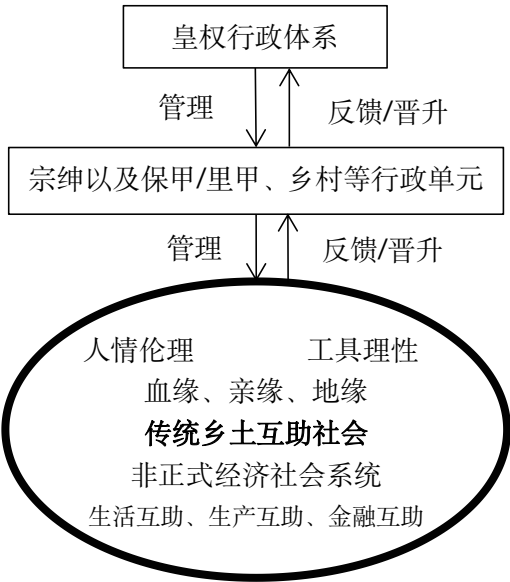 皇权行政体系
管理
反馈/晋升
宗绅以及保甲/里甲、乡村等行政单元
管理
反馈/晋升
人情伦理 工具理性
血缘、亲缘、地缘
传统乡土互助社会
非正式经济社会系统
生活互助、生产互助、金融互助